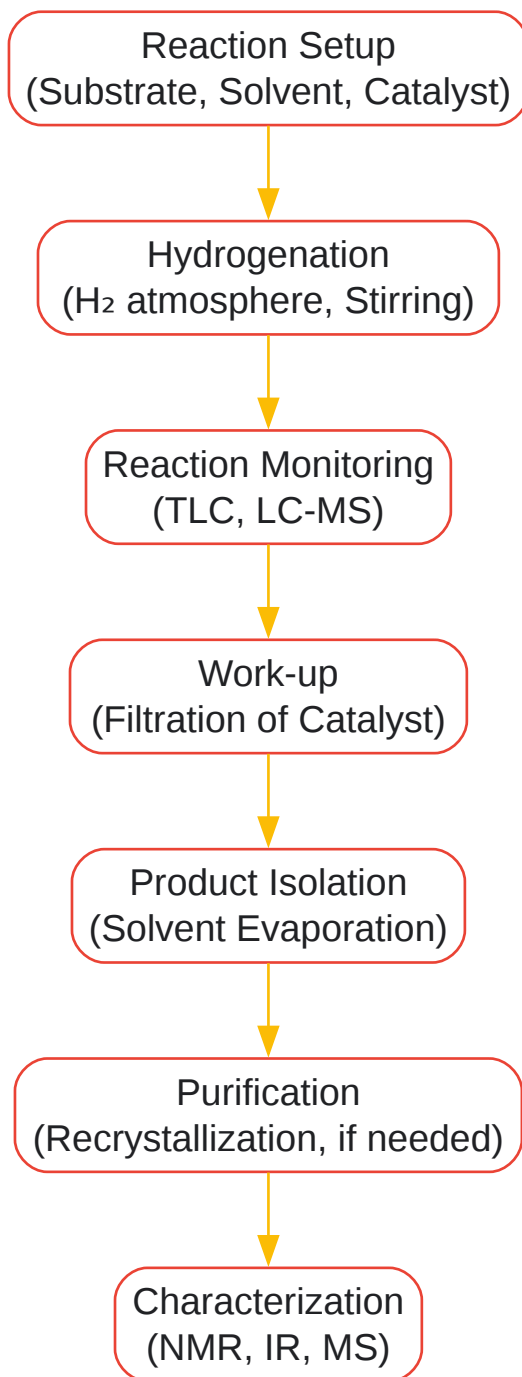 Reaction Setup
(Substrate, Solvent, Catalyst)
Hydrogenation
(H₂ atmosphere, Stirring)
Reaction Monitoring
(TLC, LC-MS)
Work-up
(Filtration of Catalyst)
Product Isolation
(Solvent Evaporation)
Purification
(Recrystallization, if needed)
Characterization
(NMR, IR, MS)